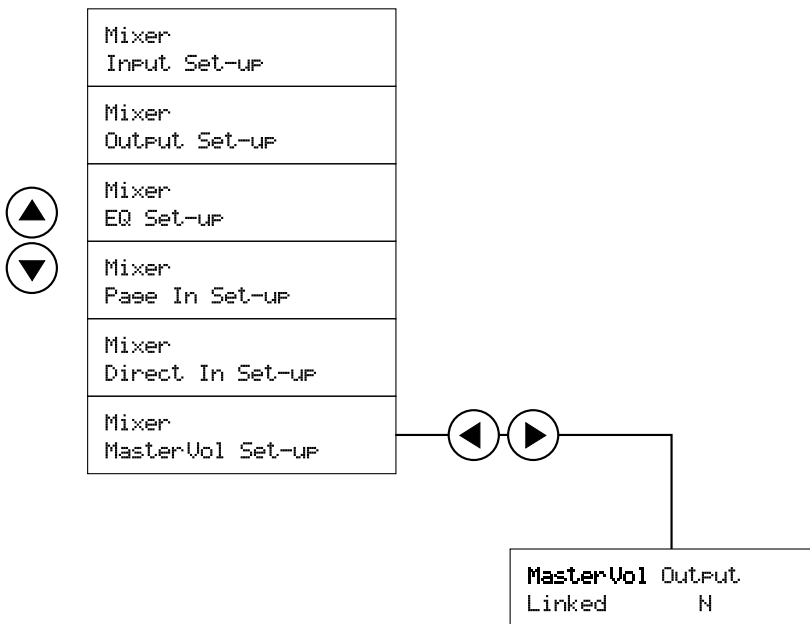 Mixer
Input Set-up
Mixer
Output Set-up
Mixer
EQ Set-up
Mixer
Page In Set-up
Mixer
Direct In Set-up
Mixer
MasterVol Set-up
MasterVol Output
Linked N